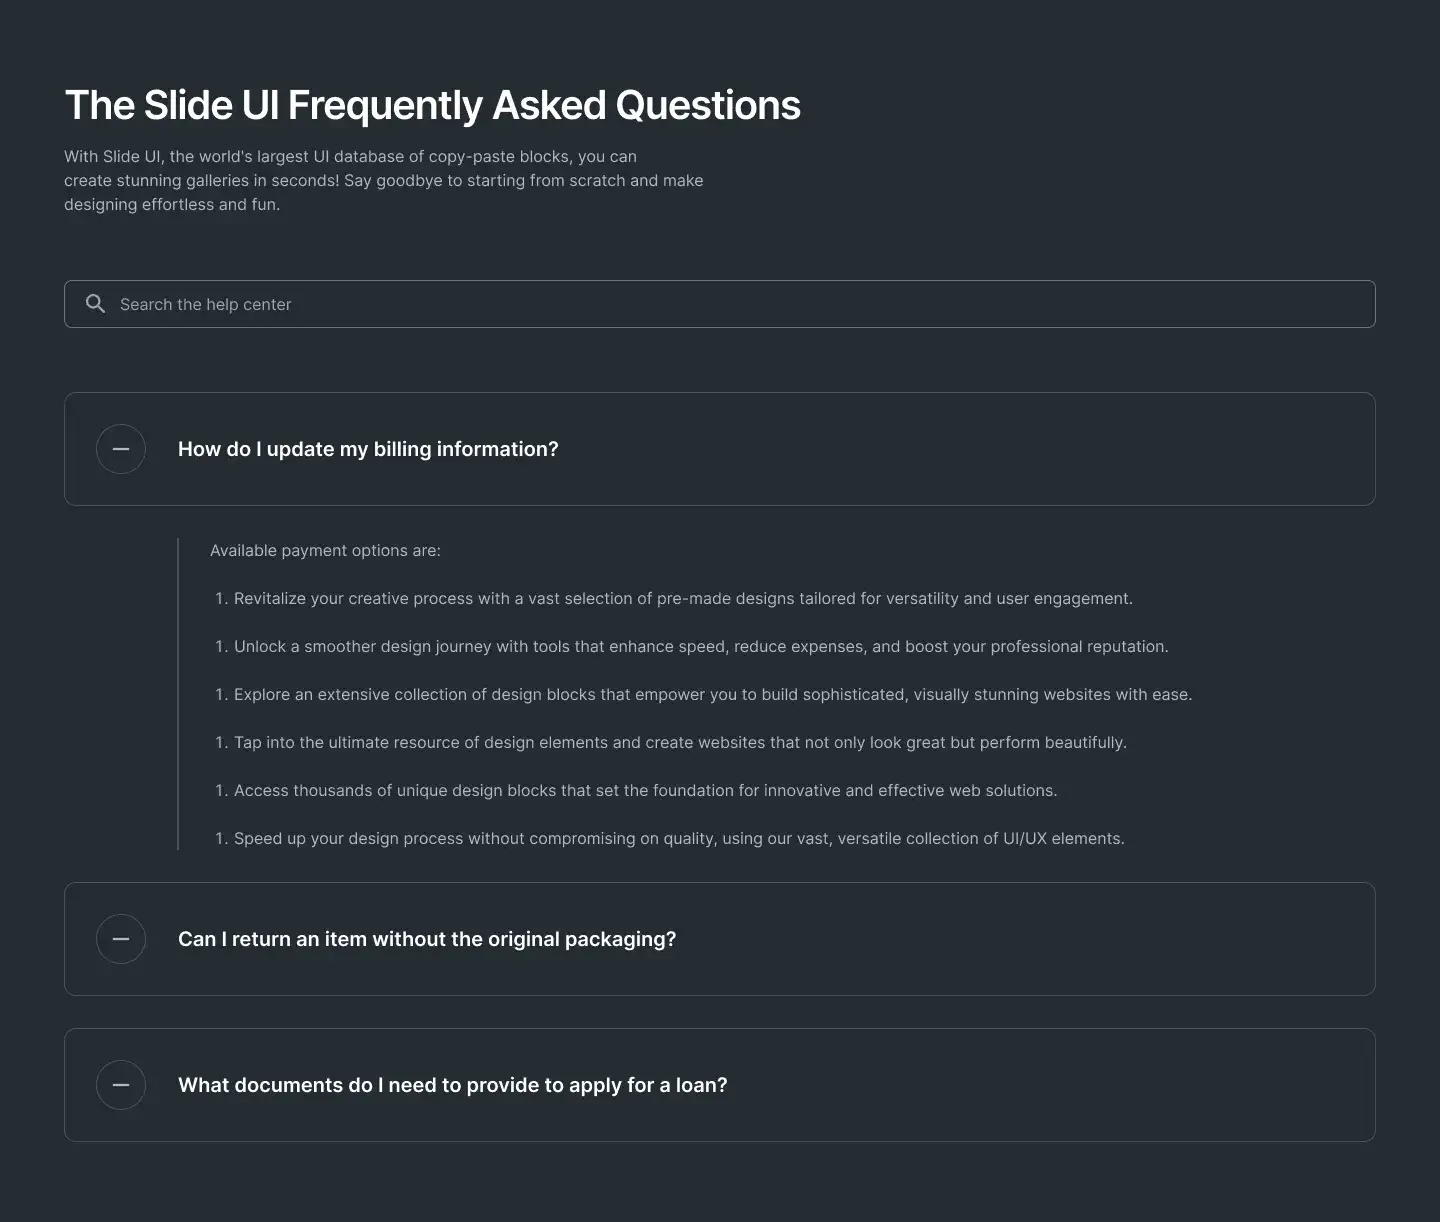 The Slide UI Frequently Asked Questions
With Slide UI, the world's largest UI database of copy-paste blocks, you can
create stunning galleries in seconds! Say goodbye to starting from scratch and make
designing effortless and fun.
Search the help center
How do I update my billing information?
Available payment options are:
1. Revitalize your creative process with a vast selection of pre-made designs tailored for versatility and user engagement.
1. Unlock a smoother design journey with tools that enhance speed, reduce expenses, and boost your professional reputation.
1. Explore an extensive collection of design blocks that empower you to build sophisticated, visually stunning websites with ease.
1. Tap into the ultimate resource of design elements and create websites that not only look great but perform beautifully.
1. Access thousands of unique design blocks that set the foundation for innovative and effective web solutions.
1. Speed up your design process without compromising on quality, using our vast, versatile collection of UI/UX elements.
Can I return an item without the original packaging?
What documents do I need to provide to apply for a loan?